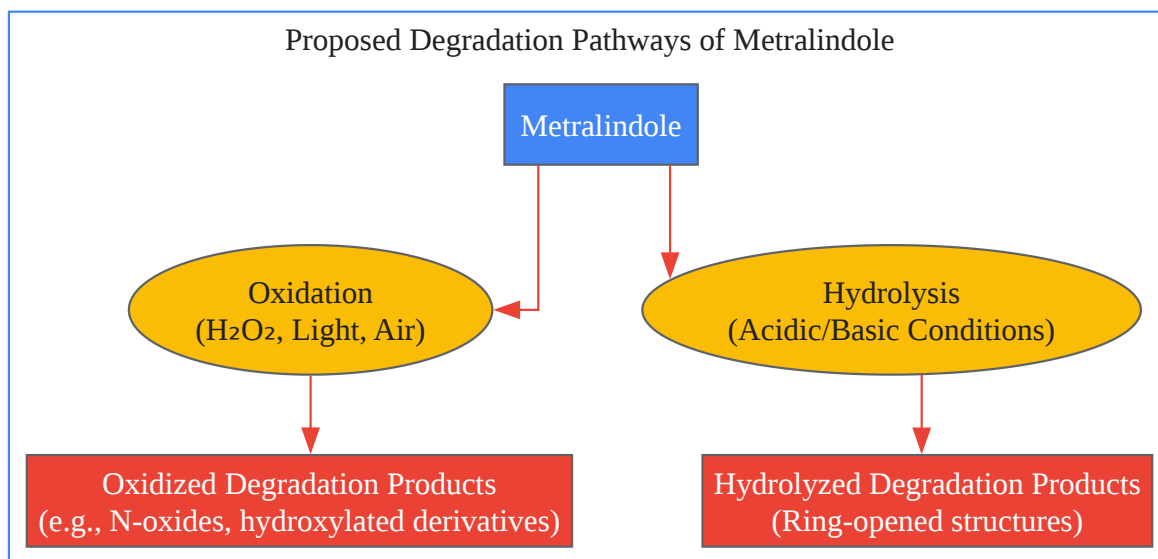 Proposed Degradation Pathways of Metralindole
Metralindole
Oxidation
(H₂O₂, Light, Air)
Hydrolysis
(Acidic/Basic Conditions)
Oxidized Degradation Products
(e.g., N-oxides, hydroxylated derivatives)
Hydrolyzed Degradation Products
(Ring-opened structures)